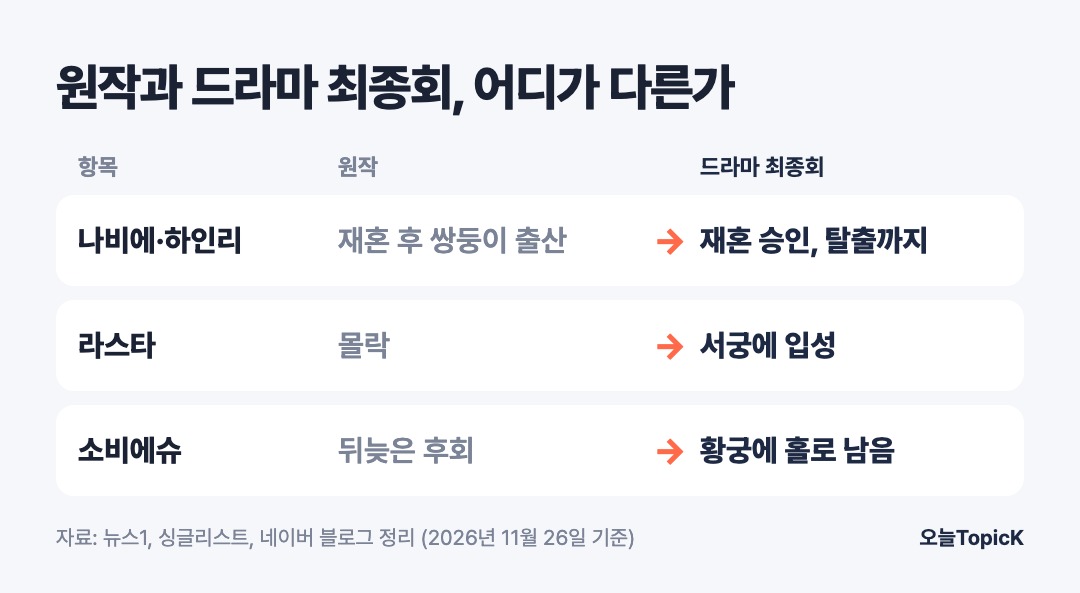 원작과 드라마 최종회, 어디가 다른가
항목 원작 드라마 최종회
나비에·하인리 재혼 후 쌍둥이 출산 → 재혼 승인, 탈출까지
라스타 몰락 → 서궁에 입성
소비에슈 뒤늦은 후회 → 황궁에 홀로 남음
자료: 뉴스1, 싱글리스트, 네이버 블로그 정리 (2026년 11월 26일 기준) 오늘TopicK